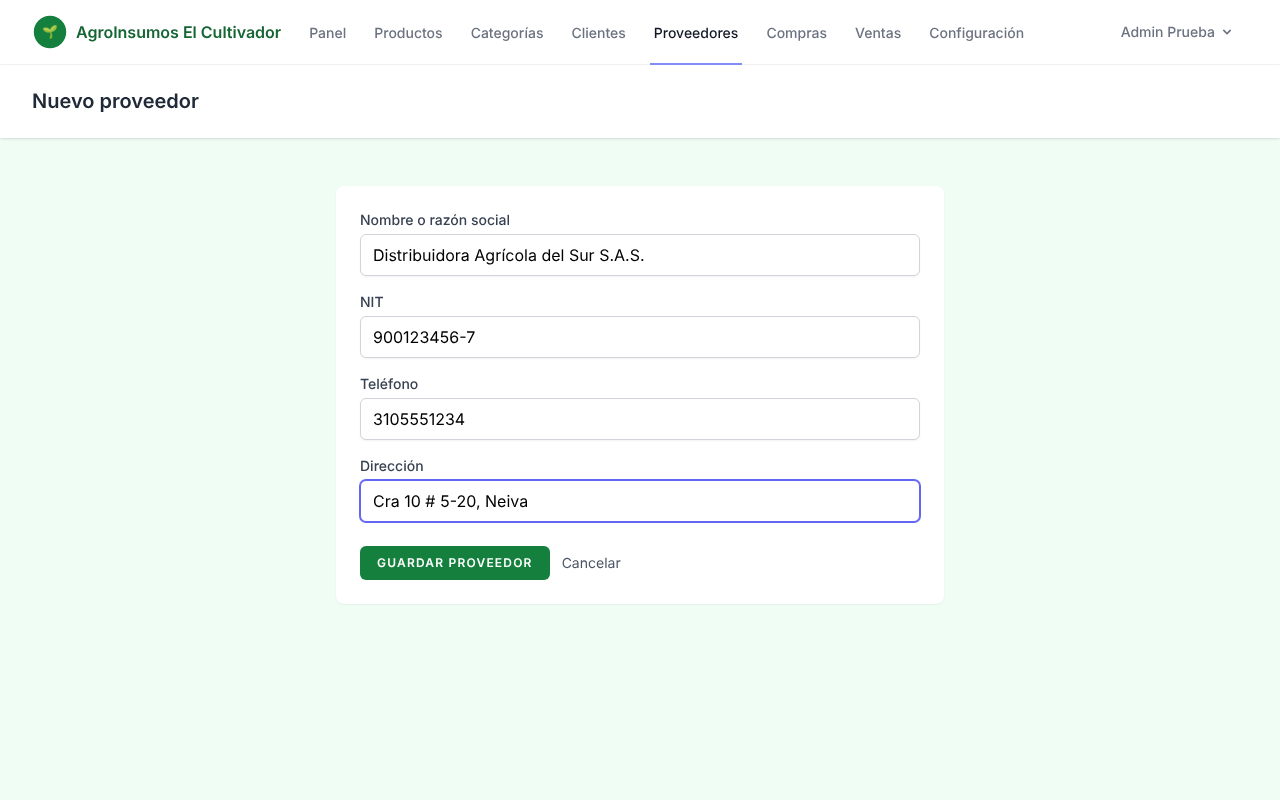 AgroInsumos El Cultivador Panel Productos Categorías Clientes Proveedores Compras Ventas Configuración Admin Prueba
Nuevo proveedor
Nombre o razón social
Distribuidora Agrícola del Sur S.A.S.
NIT
900123456-7
Teléfono
3105551234
Dirección
Cra 10 # 5-20, Neiva
GUARDAR PROVEEDOR Cancelar